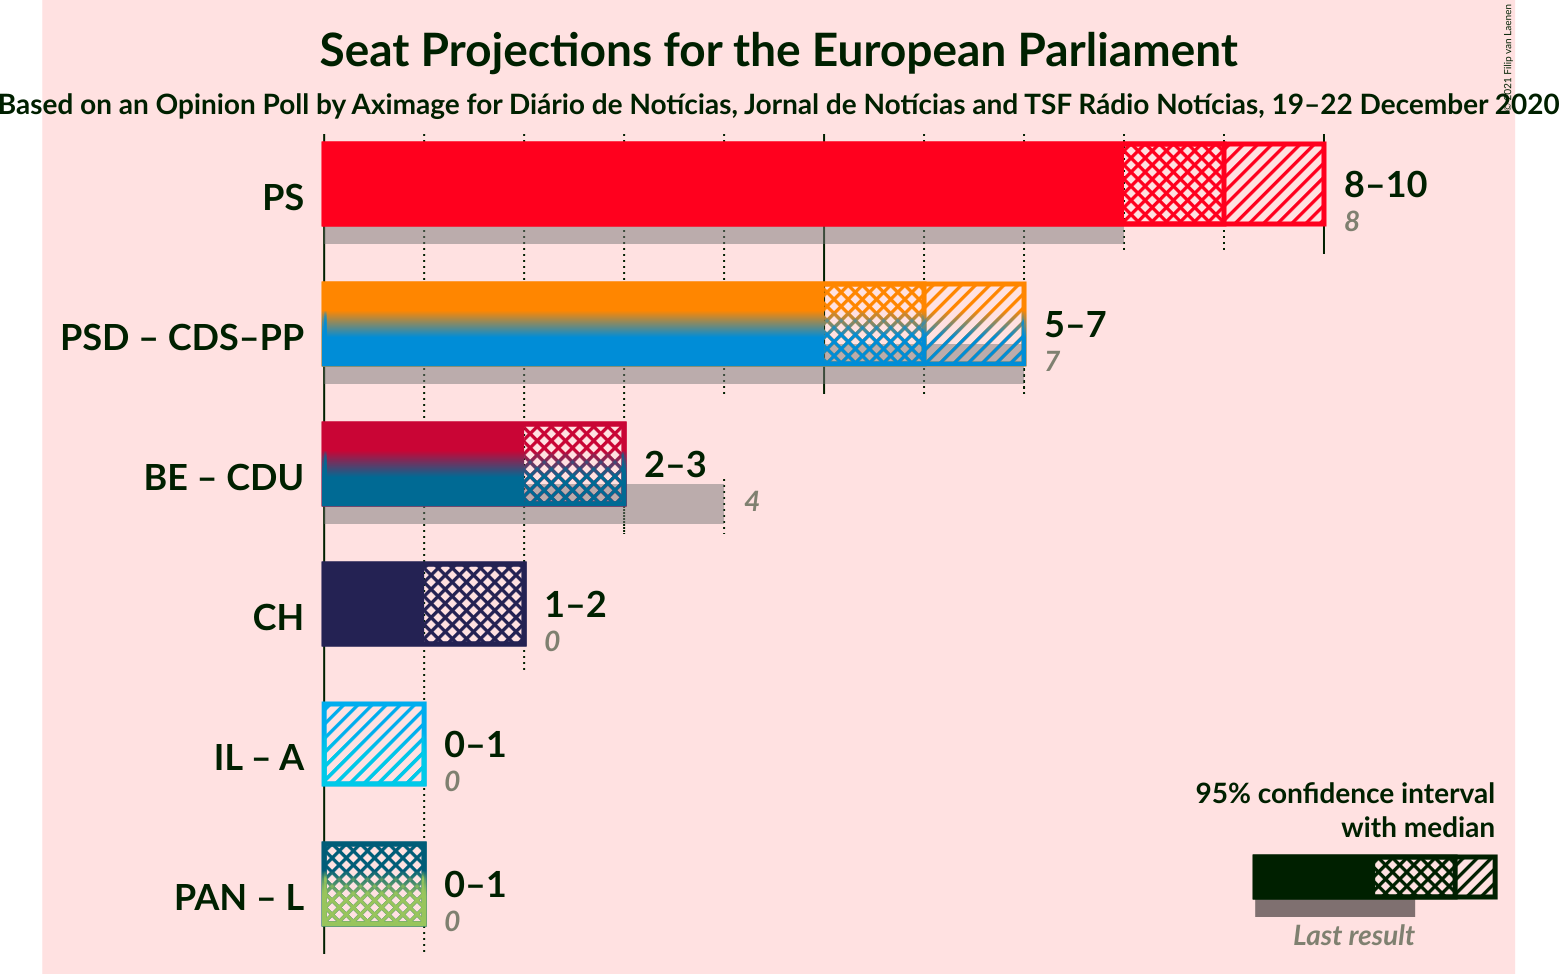 Seat Projections for the European Parliament
Based on an Opinion Poll by Aximage for Diário de Notícias, Jornal de Notícias and TSF Rádio Notícias, 19–22 December 2020
© 2021 Filip van Laenen
PS
8–10
8
PSD – CDS–PP
5–7
7
BE – CDU
2–3
4
CH
1–2
0
IL – A
0–1
0
PAN – L
0–1
0
95% confidence interval
with median
Last result